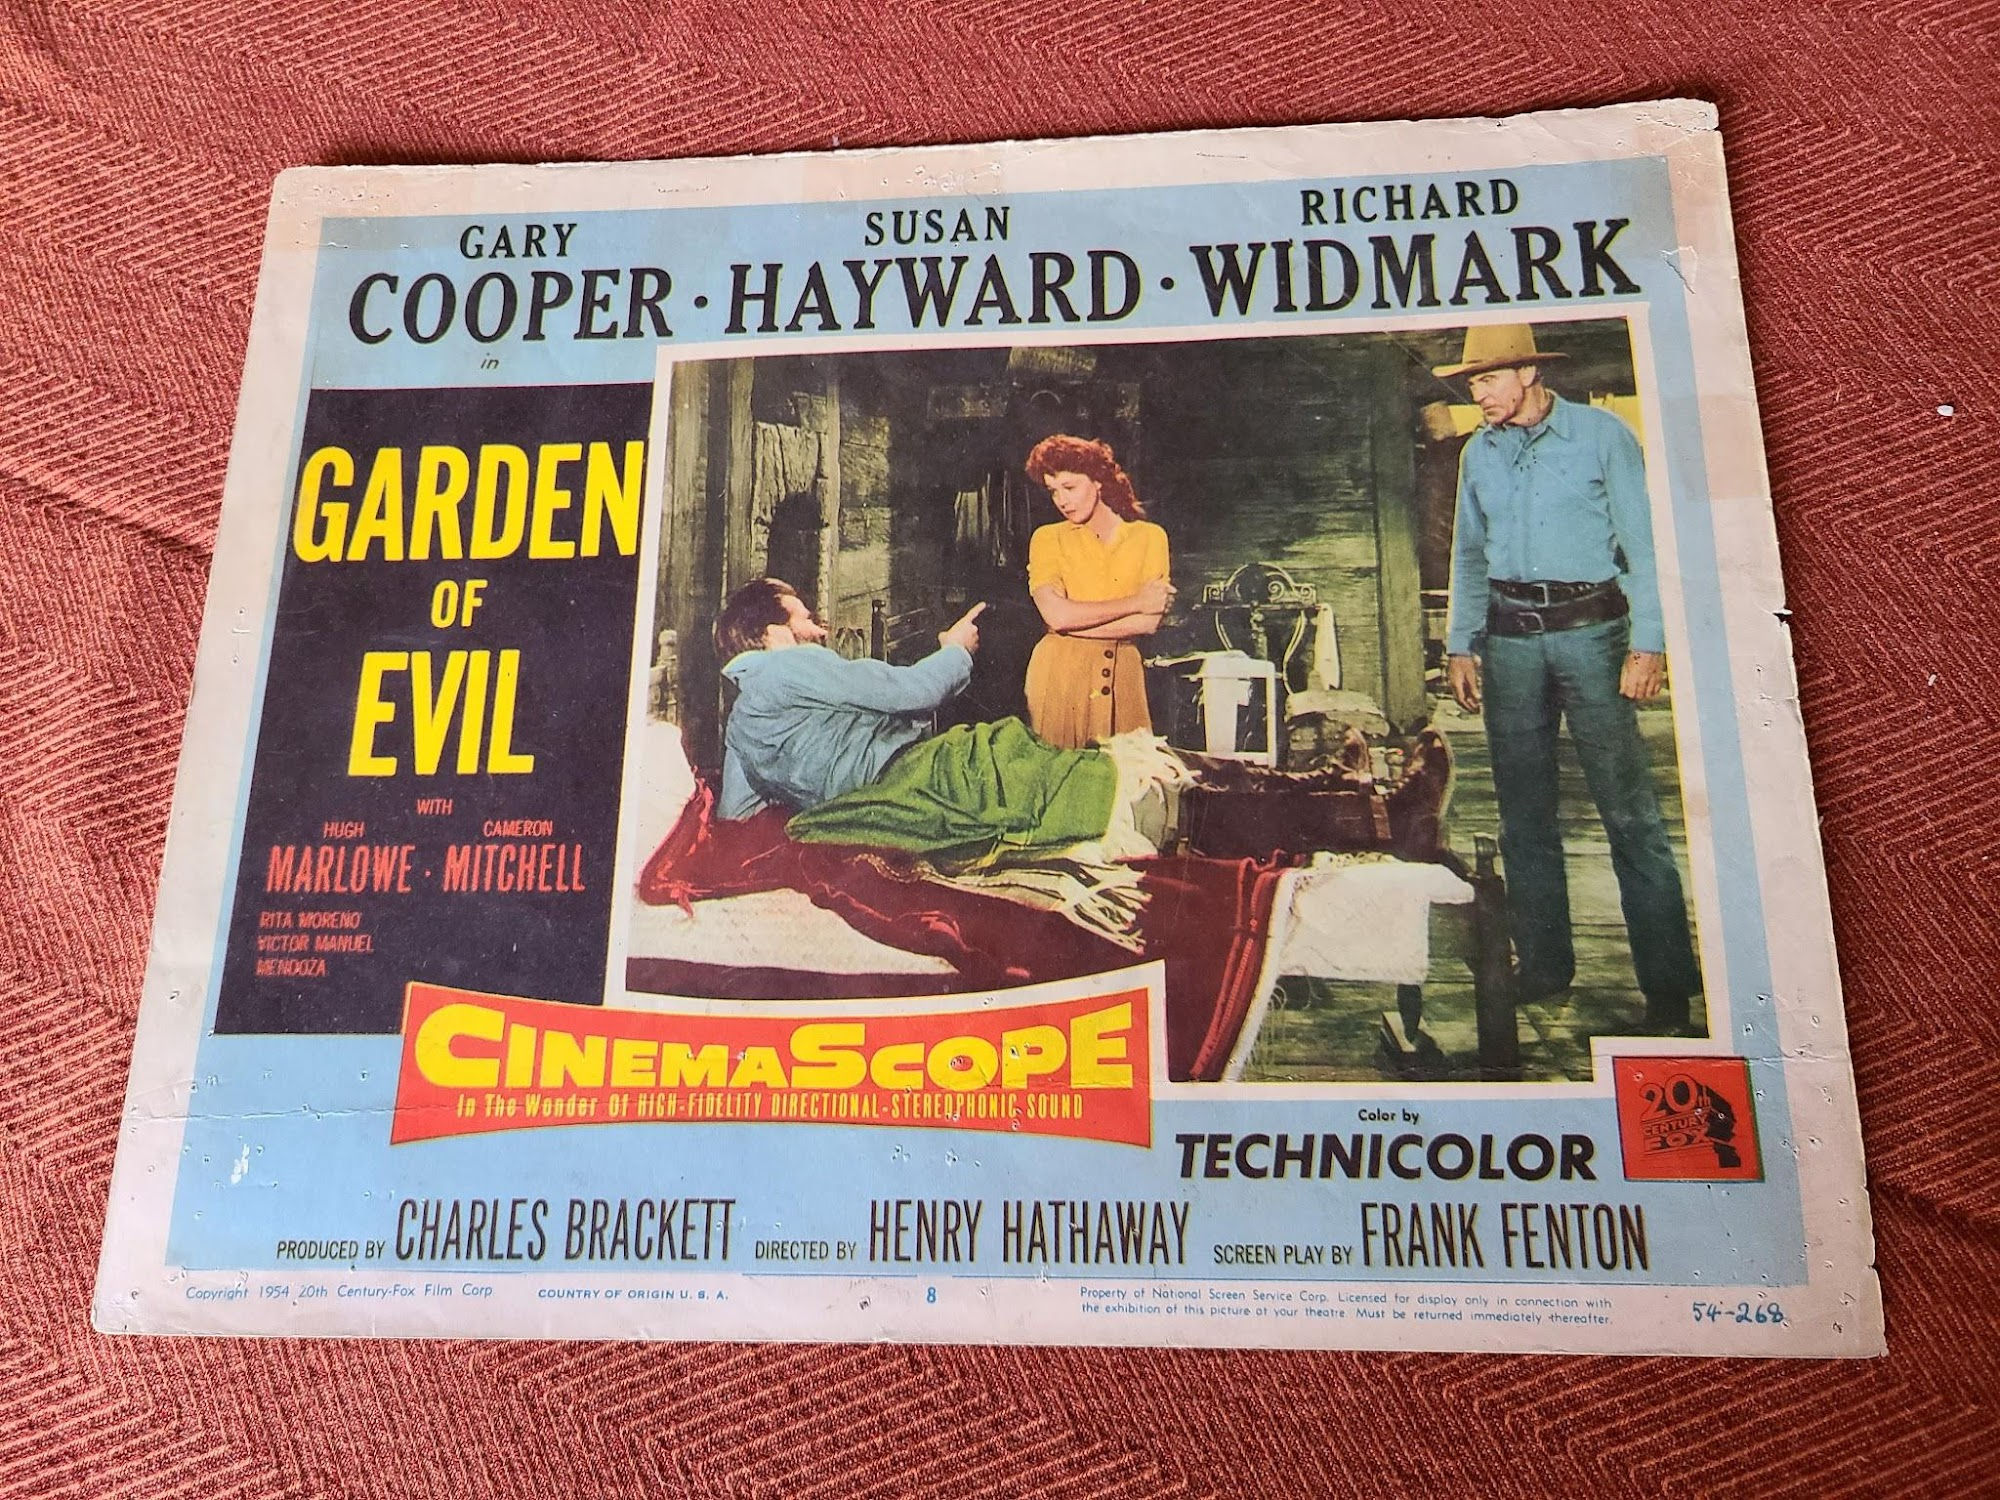 GARY SUSAN RICHARD
COOPER · HAYWARD · WIDMARK
in
GARDEN
OF
EVIL
WITH
HUGH CAMERON
MARLOWE · MITCHELL
RITA MORENO
VICTOR MANUEL
MENDOZA
CINEMASCOPE
In The Wonder Of HIGH-FIDELITY DIRECTIONAL-STEREOPHONIC SOUND
Color by
TECHNICOLOR
20th
CENTURY
FOX
PRODUCED BY CHARLES BRACKETT DIRECTED BY HENRY HATHAWAY SCREEN PLAY BY FRANK FENTON
Copyright 1954 20th Century-Fox Film Corp COUNTRY OF ORIGIN U. S. A. 8
Property of National Screen Service Corp. Licensed for display only in connection with
the exhibition of this picture at your theatre. Must be returned immediately thereafter.
54-268